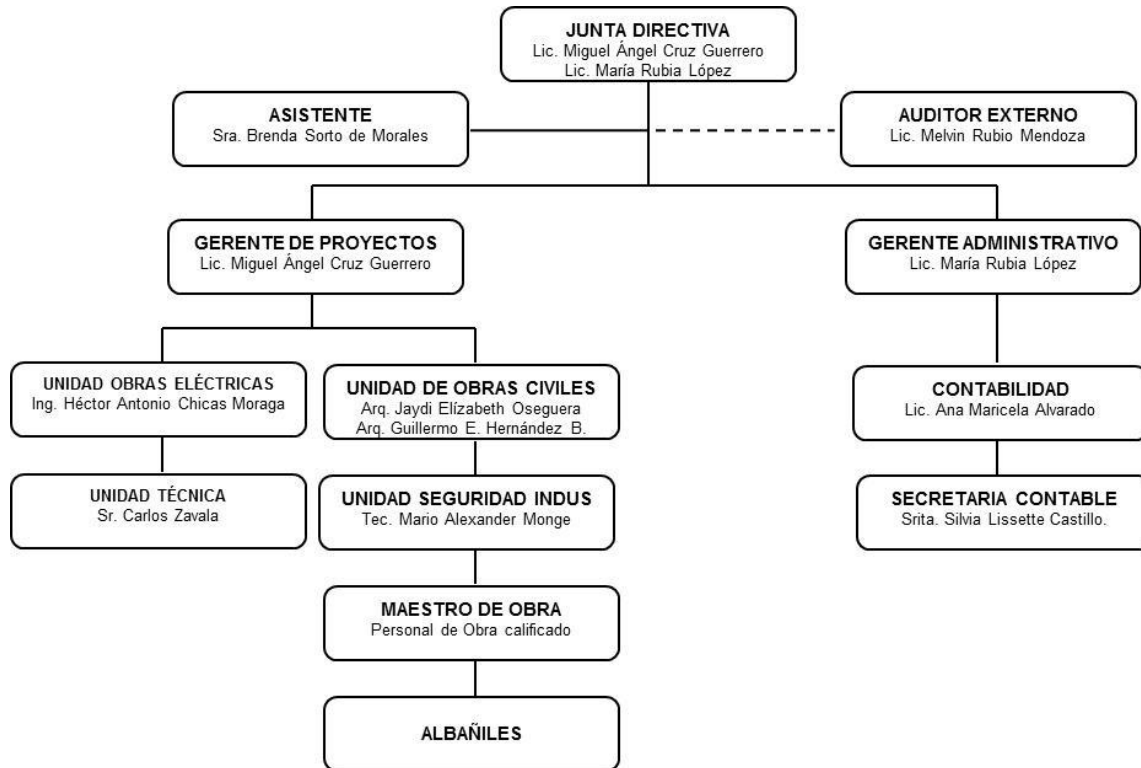 JUNTA DIRECTIVA
Lic. Miguel Ángel Cruz Guerrero
Lic. María Rubia López
ASISTENTE
Sra. Brenda Sorto de Morales
AUDITOR EXTERNO
Lic. Melvin Rubio Mendoza
GERENTE DE PROYECTOS
Lic. Miguel Ángel Cruz Guerrero
GERENTE ADMINISTRATIVO
Lic. María Rubia López
UNIDAD OBRAS ELÉCTRICAS
Ing. Héctor Antonio Chicas Moraga
UNIDAD DE OBRAS CIVILES
Arq. Jaydi Elízabeth Oseguera
Arq. Guillermo E. Hernández B.
CONTABILIDAD
Lic. Ana Maricela Alvarado
UNIDAD TÉCNICA
Sr. Carlos Zavala
UNIDAD SEGURIDAD INDUS
Tec. Mario Alexander Monge
SECRETARIA CONTABLE
Srita. Silvia Lissette Castillo.
MAESTRO DE OBRA
Personal de Obra calificado
ALBAÑILES